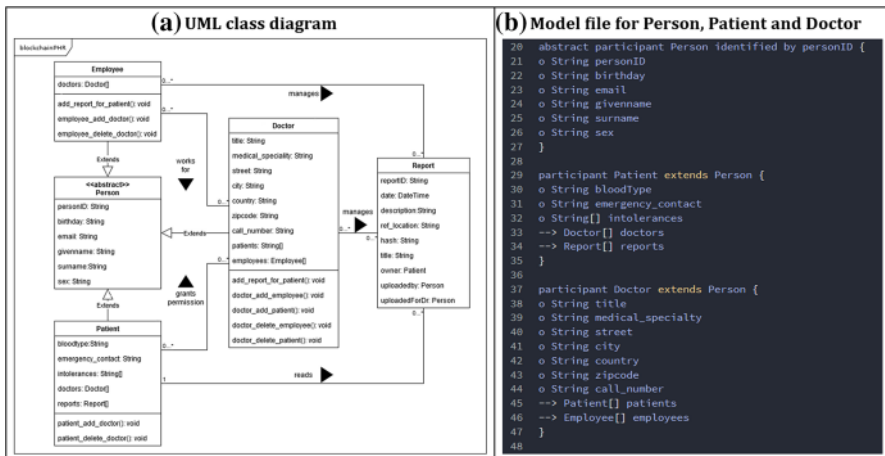 (a) UML class diagram
blockchainPHR
Employee
doctors: Doctor[]
add_report_for_patient(): void
employee_add_doctor(): void
employee_delete_doctor(): void
0..*
0..*
manages
Extends
works
for
<<abstract>>
Person
personID: String
birthday: String
email: String
givenname: String
surname:String
sex: String
Extends
Doctor
title: String
medical_speciality: String
street: String
city: String
country: String
zipcode: String
call_number: String
patients: String[]
employees: Employee[]
add_report_for_patient(): void
doctor_add_employee(): void
doctor_add_patient(): void
doctor_delete_employee(): void
doctor_delete_patient(): void
0..*
Extends
0..*
grants
permission
manages
0..*
0..*
0..*
Report
reportID: String
date: DateTime
description:String
ref_location: String
hash: String
title: String
owner: Patient
uploadedby: Person
uploadedForDr: Person
0..*
Patient
bloodtype:String
emergency_contact: String
intolerances: String[]
doctors: Doctor[]
reports: Report[]
patient_add_doctor(): void
patient_delete_doctor(): void
0..*
1
reads
(b) Model file for Person, Patient and Doctor
20 abstract participant Person identified by personID {
21 o String personID
22 o String birthday
23 o String email
24 o String givenname
25 o String surname
26 o String sex
27 }
28
29 participant Patient extends Person {
30 o String bloodType
31 o String emergency_contact
32 o String[] intolerances
33 --> Doctor[] doctors
34 --> Report[] reports
35 }
36
37 participant Doctor extends Person {
38 o String title
39 o String medical_specialty
40 o String street
41 o String city
42 o String country
43 o String zipcode
44 o String call_number
45 --> Patient[] patients
46 --> Employee[] employees
47 }
48